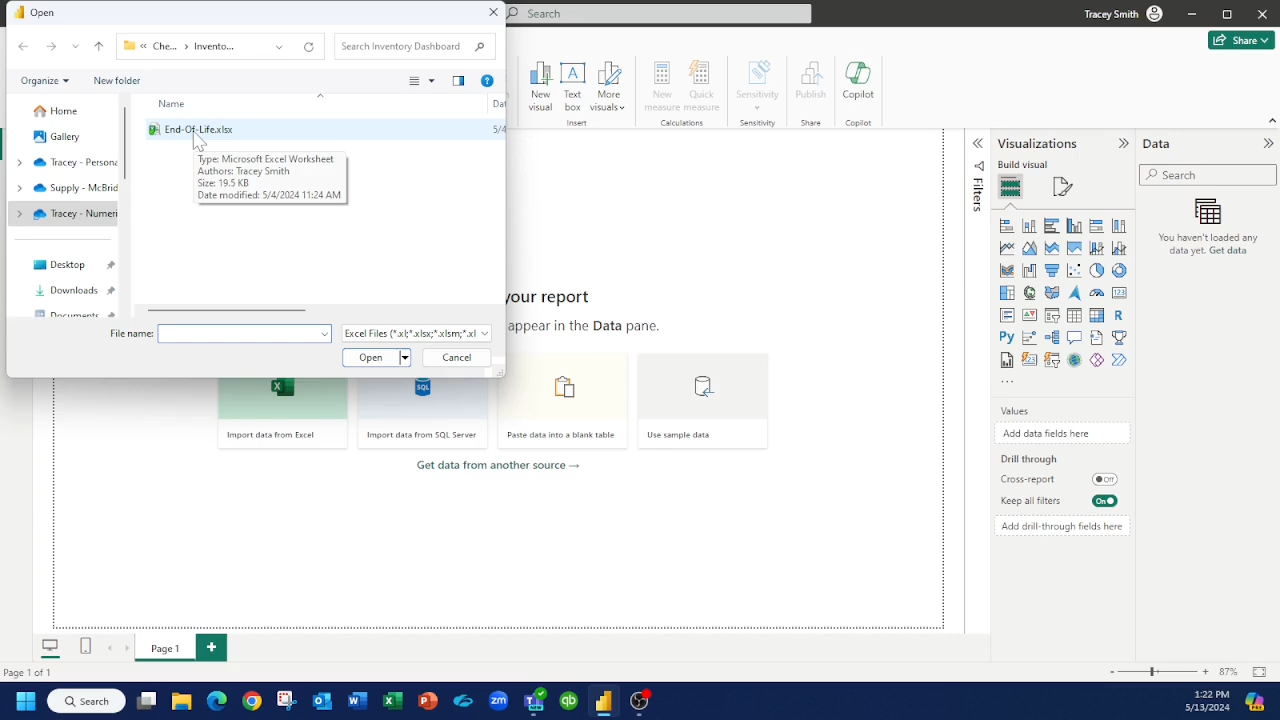 Open
Search
Tracey Smith
Che... > Invento...
Search Inventory Dashboard
Share
Organize
New folder
Name
Da
Home
Gallery
Tracey - Persona
Supply - McBrid
Tracey - Numeri
Desktop
Downloads
Documents
End-Of-Life.xlsx
5/4
Type: Microsoft Excel Worksheet
Authors: Tracey Smith
Size: 19.5 KB
Date modified: 5/4/2024 11:24 AM
File name:
Excel Files (*.xl;*.xlsx;*.xlsm;*.xl
Open
Cancel
New visual
Text box
More visuals
Insert
New measure
Quick measure
Calculations
Sensitivity
Sensitivity
Publish
Share
Copilot
Copilot
your report
appear in the Data pane.
SQL
Import data from Excel
Import data from SQL Server
Paste data into a blank table
Use sample data
Get data from another source →
Filters
Visualizations
Build visual
R
Py
123
...
Values
Add data fields here
Drill through
Cross-report
Off
Keep all filters
On
Add drill-through fields here
Data
Search
You haven't loaded any
data yet. Get data
Page 1
Page 1 of 1
87%
Search
1:22 PM
5/13/2024